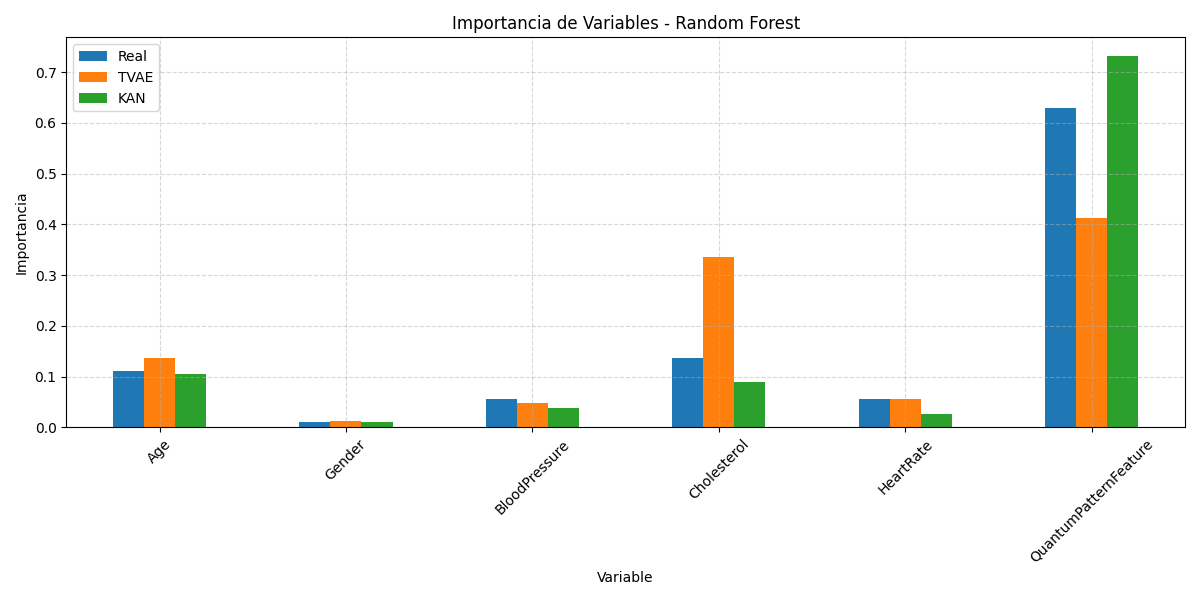 Importancia de Variables - Random Forest
Real
TVAE
KAN
Importancia
0.7
0.6
0.5
0.4
0.3
0.2
0.1
0.0
Age
Gender
BloodPressure
Cholesterol
HeartRate
QuantumPatternFeature
Variable